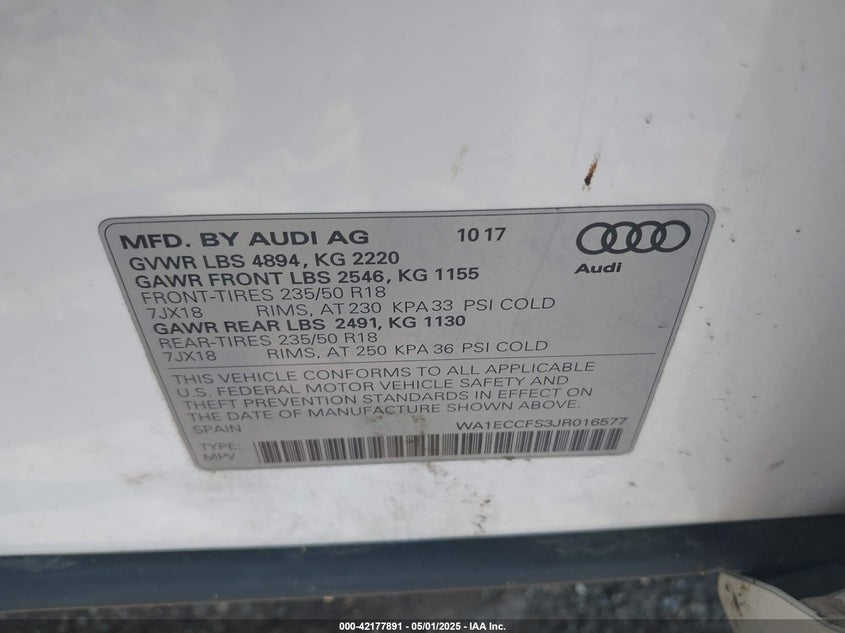 MFD. BY AUDI AG 10 17
Audi
GVWR LBS 4894, KG 2220
GAWR FRONT LBS 2546, KG 1155
FRONT-TIRES 235/50 R18
7JX18 RIMS, AT 230 KPA 33 PSI COLD
GAWR REAR LBS 2491, KG 1130
REAR-TIRES 235/50 R18
7JX18 RIMS, AT 250 KPA 36 PSI COLD
THIS VEHICLE CONFORMS TO ALL APPLICABLE
U.S. FEDERAL MOTOR VEHICLE SAFETY AND
THEFT PREVENTION STANDARDS IN EFFECT ON
THE DATE OF MANUFACTURE SHOWN ABOVE.
SPAIN WA1ECCFS3JR016577
TYPE:
MPV
000-42177891 - 05/01/2025 - IAA Inc.